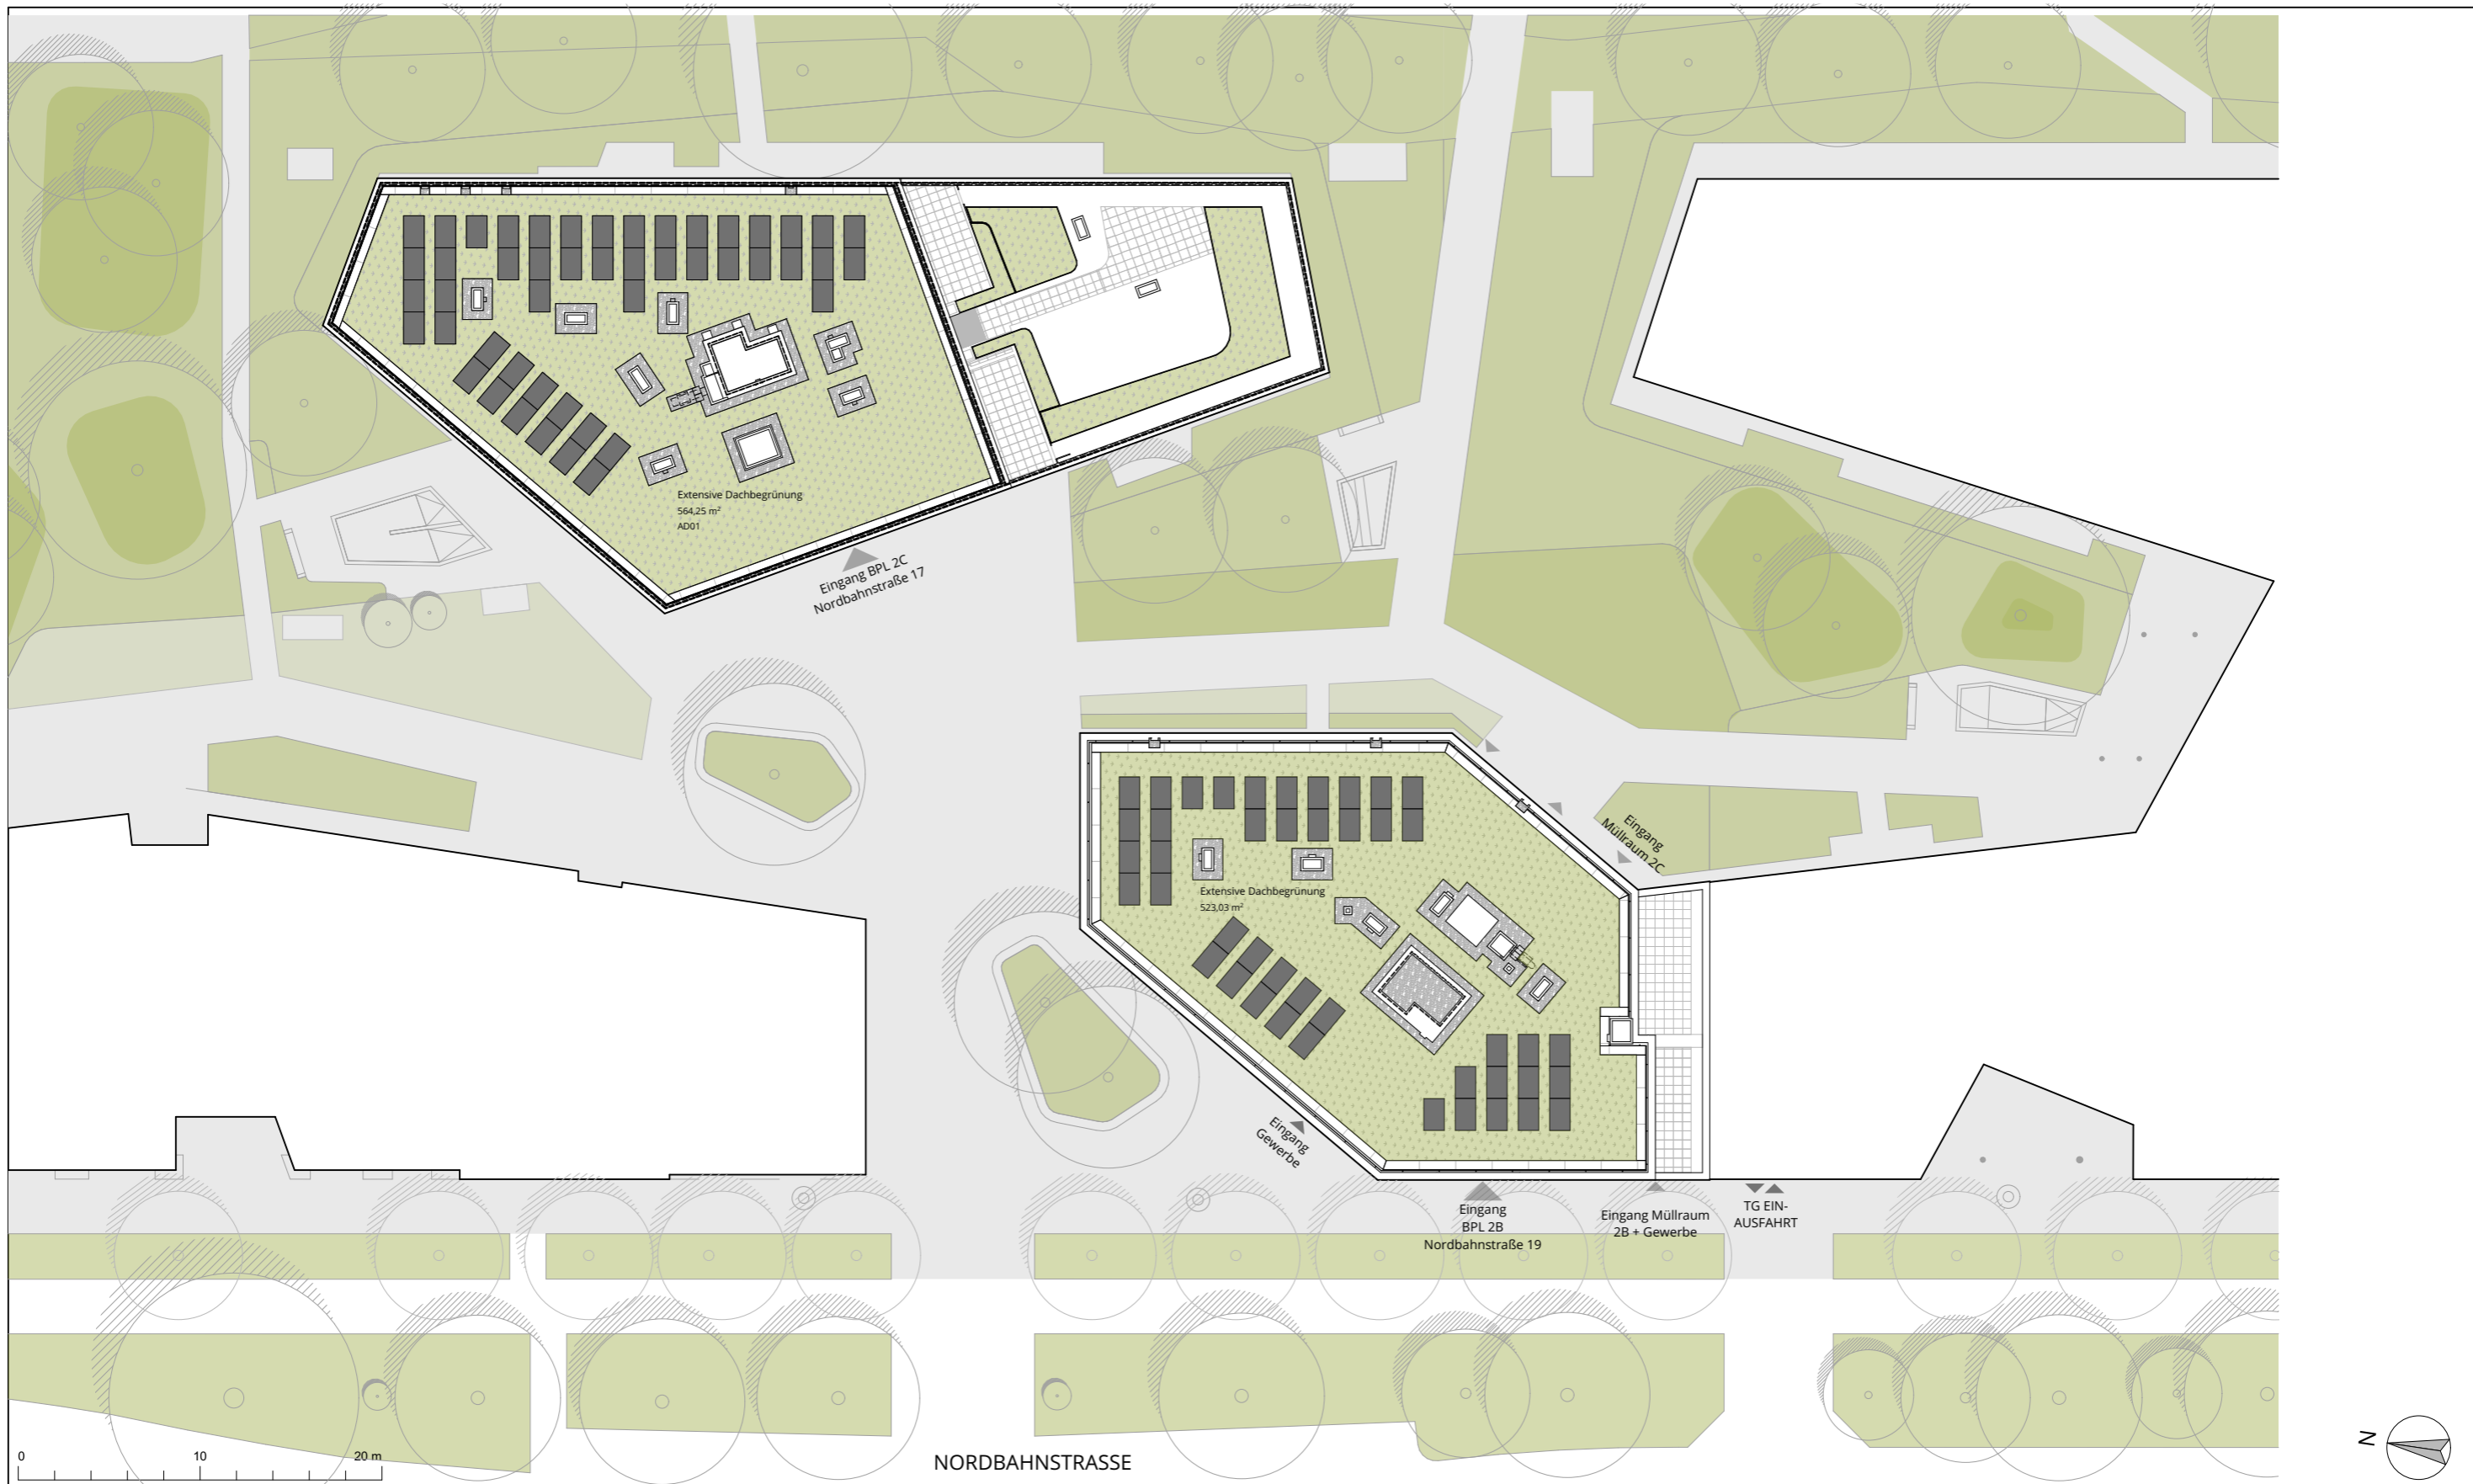 Extensive Dachbegrünung
564,25 m²
AD01
Eingang BPL 2C
Nordbahnstraße 17
Eingang
Müllraum 2C
Extensive Dachbegrünung
523,03 m²
Eingang
Gewerbe
Eingang
BPL 2B
Nordbahnstraße 19
Eingang Müllraum
2B + Gewerbe
TG EIN-
AUSFAHRT
0 10 20 m
NORDBAHNSTRASSE
N